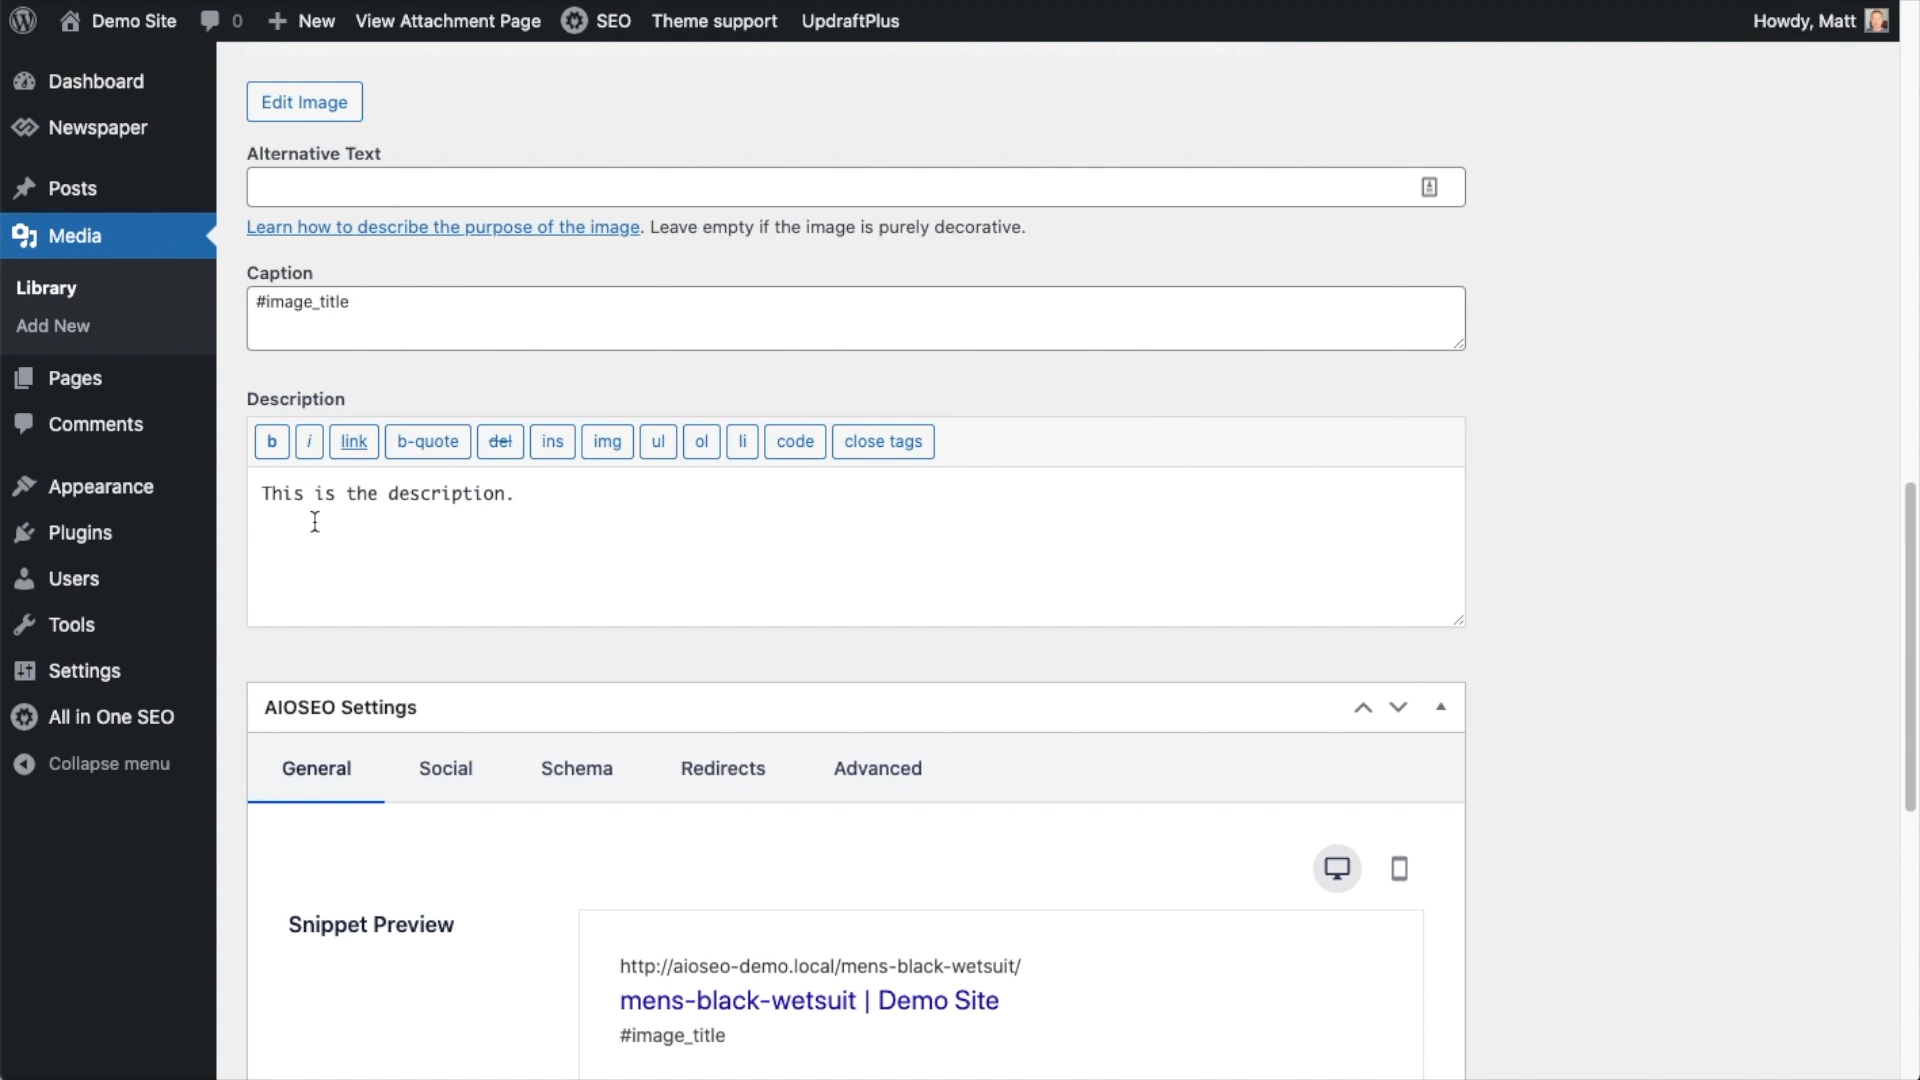 Demo Site 0 New View Attachment Page SEO Theme support UpdraftPlus Howdy, Matt
Dashboard
Newspaper
Posts
Media
Library
Add New
Pages
Comments
Appearance
Plugins
Users
Tools
Settings
All in One SEO
Collapse menu
Edit Image
Alternative Text
Learn how to describe the purpose of the image. Leave empty if the image is purely decorative.
Caption
#image_title
Description
b i link b-quote del ins img ul ol li code close tags
This is the description.
AIOSEO Settings
General Social Schema Redirects Advanced
Snippet Preview
http://aioseo-demo.local/mens-black-wetsuit/
mens-black-wetsuit | Demo Site
#image_title